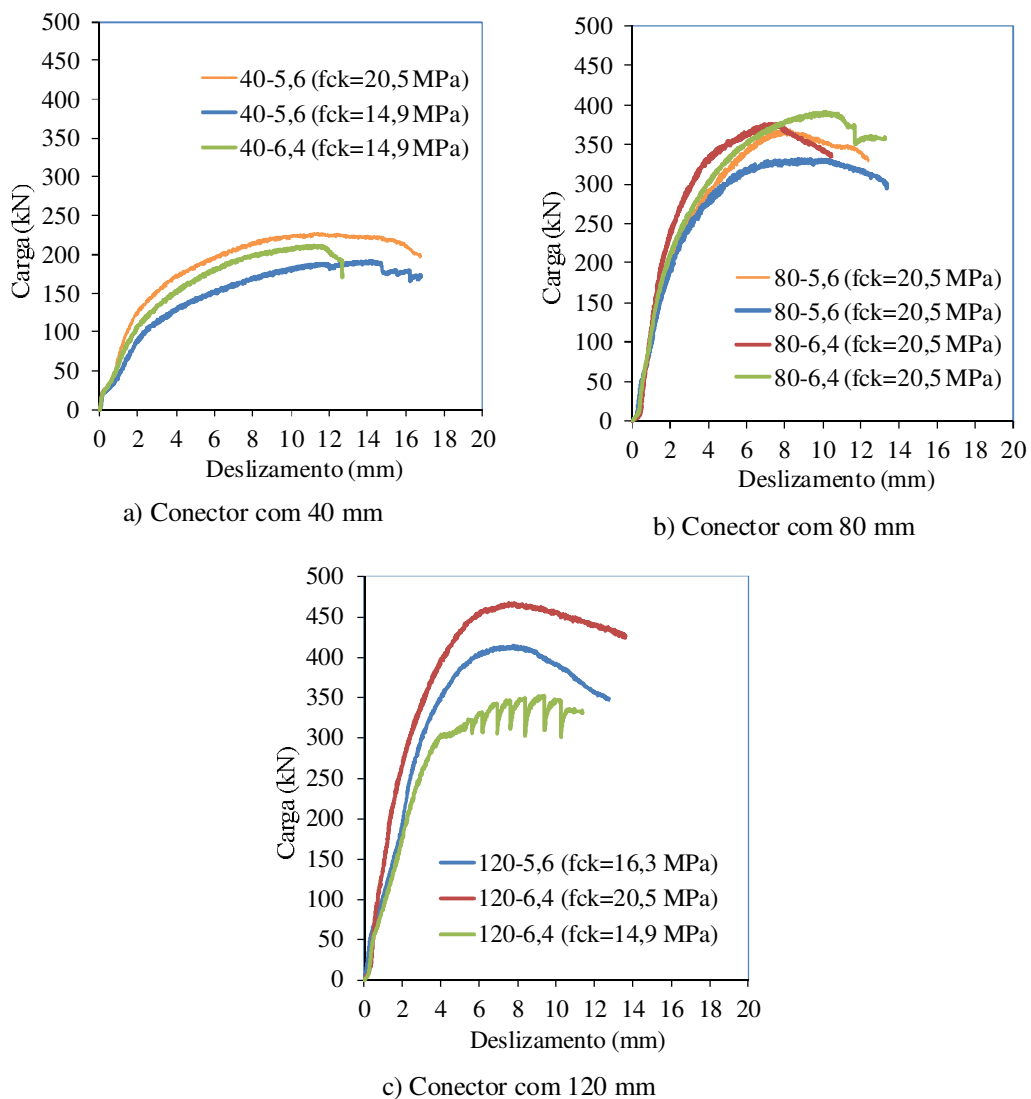 500
450
400
350
300
250
200
150
100
50
0
Carga (kN)
40-5,6 (fck=20,5 MPa)
40-5,6 (fck=14,9 MPa)
40-6,4 (fck=14,9 MPa)
0 2 4 6 8 10 12 14 16 18 20
Deslizamento (mm)
a) Conector com 40 mm
500
450
400
350
300
250
200
150
100
50
0
Carga (kN)
80-5,6 (fck=20,5 MPa)
80-5,6 (fck=20,5 MPa)
80-6,4 (fck=20,5 MPa)
80-6,4 (fck=20,5 MPa)
0 2 4 6 8 10 12 14 16 18 20
Deslizamento (mm)
b) Conector com 80 mm
500
450
400
350
300
250
200
150
100
50
0
Carga (kN)
120-5,6 (fck=16,3 MPa)
120-6,4 (fck=20,5 MPa)
120-6,4 (fck=14,9 MPa)
0 2 4 6 8 10 12 14 16 18 20
Deslizamento (mm)
c) Conector com 120 mm